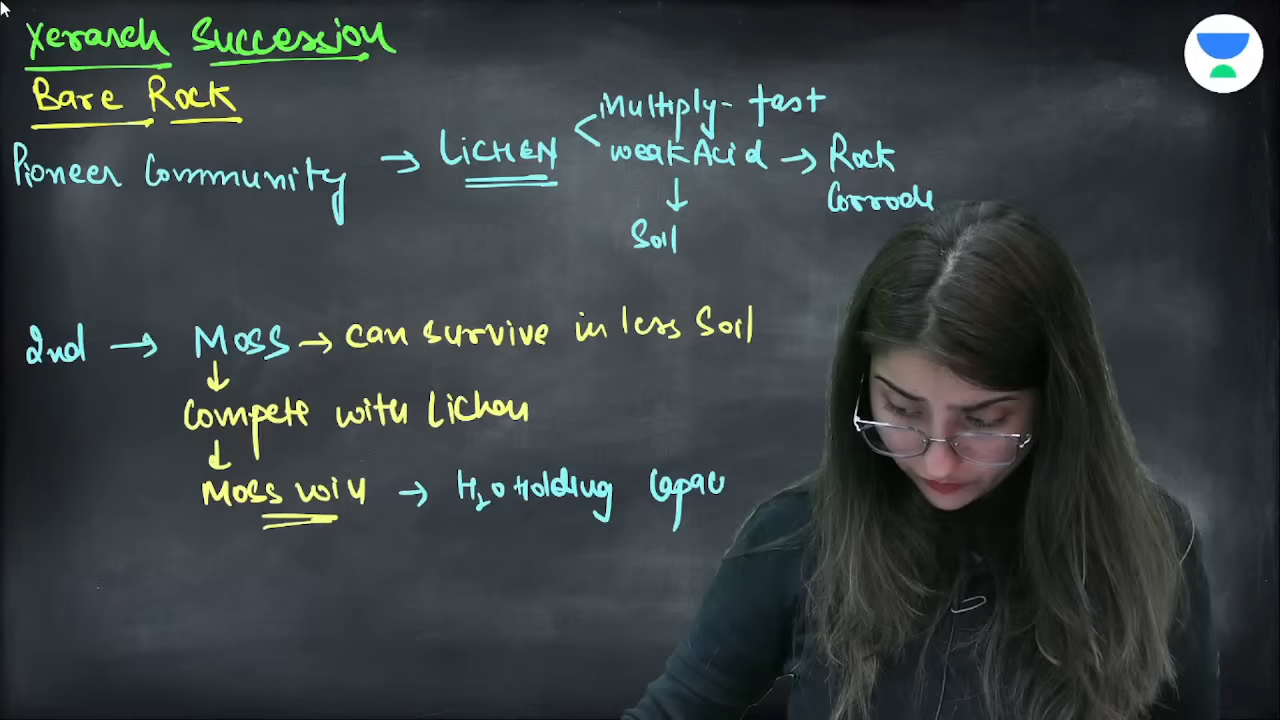 Xerarch Succession
Bare Rock
Pioneer Community → LiCHEN
Multiply - fast
weak Acid → Rock Corrode
↓
Soil
2nd → Moss → can survive in less Soil
↓
Compete with Lichen
↓
Moss will → H2O Holding Capac